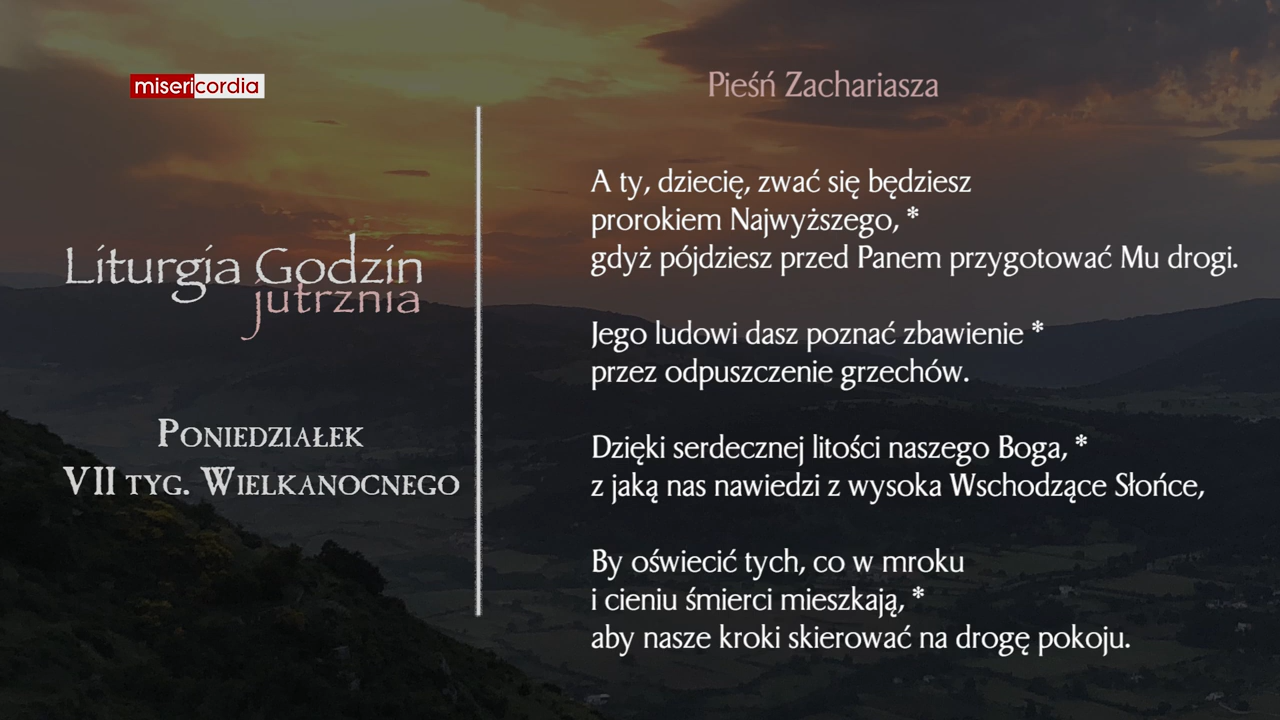 misericordia
Liturgia Godzin
jutrznia
Poniedziałek
VII tyg. Wielkanocnego
Pieśń Zachariasza
A ty, dziecię, zwać się będziesz
prorokiem Najwyższego, *
gdyż pójdziesz przed Panem przygotować Mu drogi.
Jego ludowi dasz poznać zbawienie *
przez odpuszczenie grzechów.
Dzięki serdecznej litości naszego Boga, *
z jaką nas nawiedzi z wysoka Wschodzące Słońce,
By oświecić tych, co w mroku
i cieniu śmierci mieszkają, *
aby nasze kroki skierować na drogę pokoju.